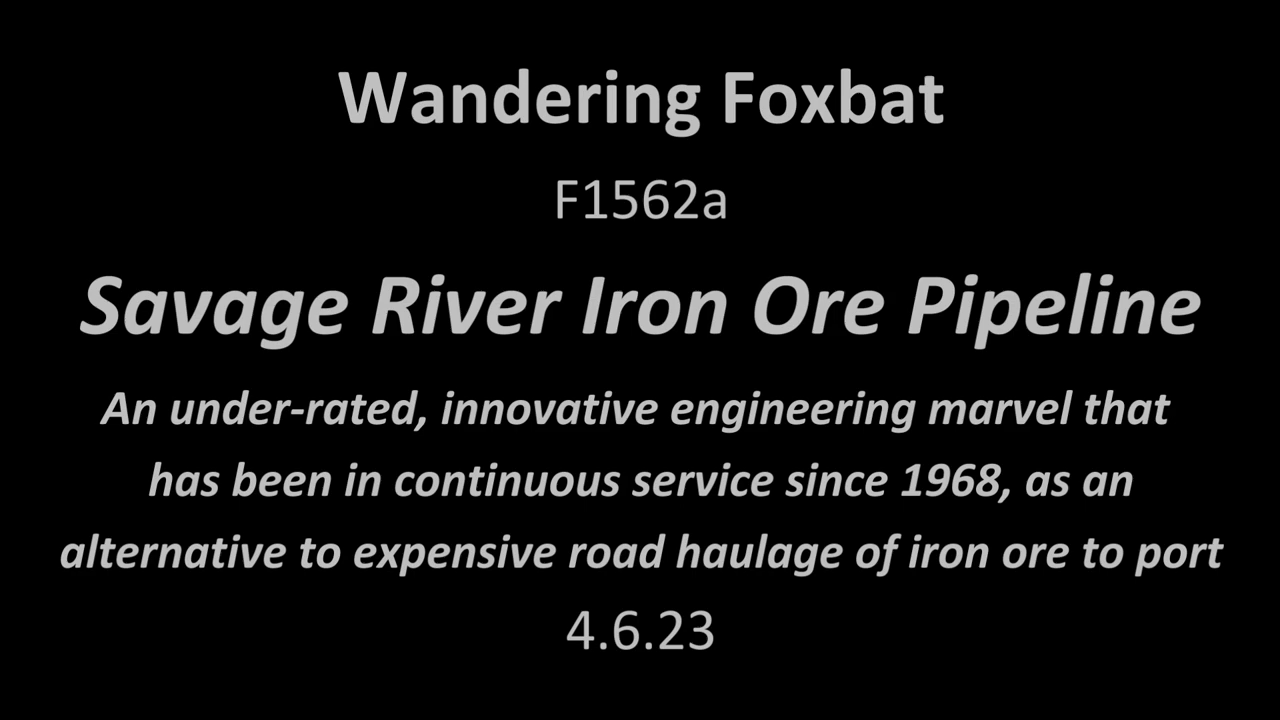 Wandering Foxbat
F1562a
Savage River Iron Ore Pipeline
An under-rated, innovative engineering marvel that
has been in continuous service since 1968, as an
alternative to expensive road haulage of iron ore to port
4.6.23